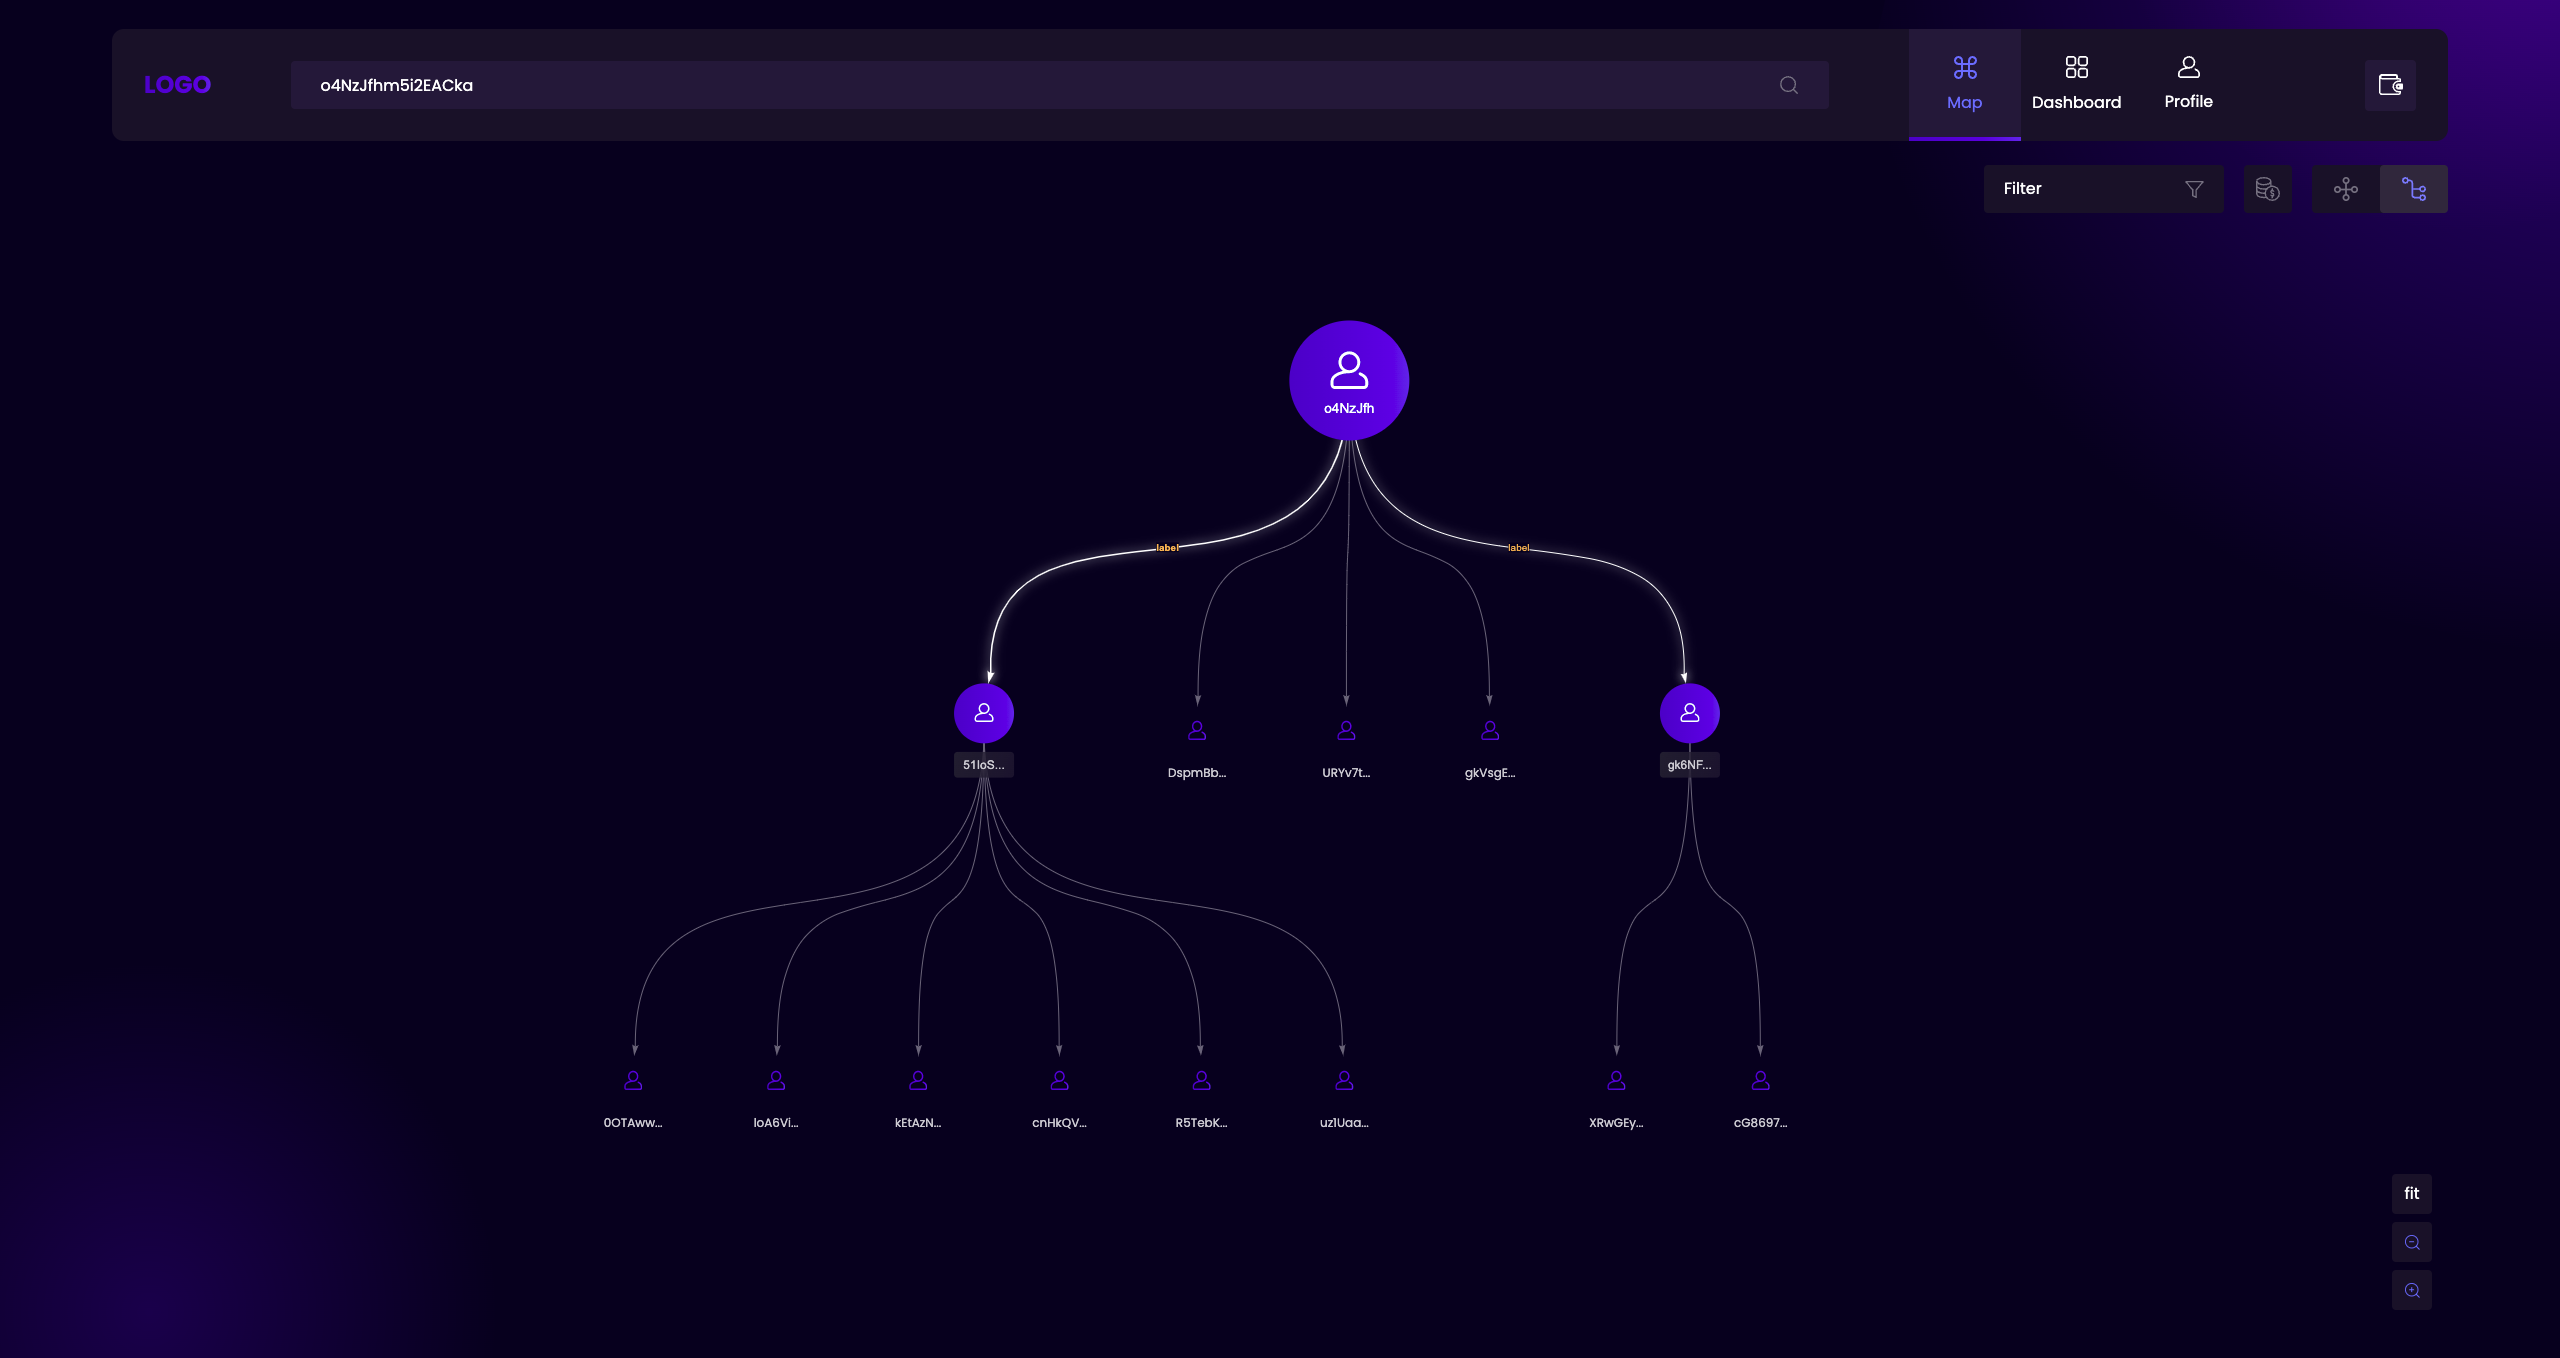 LOGO
o4NzJfhm5i2EACka
Map
Dashboard
Profile
Filter
o4NzJfh
label
label
51loS...
DspmBb...
URYv7t...
gkVsgE...
gk6NF...
0OTAww...
loA6Vi...
kEtAzN...
cnHkQV...
R5TebK...
uz1Uaa...
XRwGEy...
cG8697...
fit